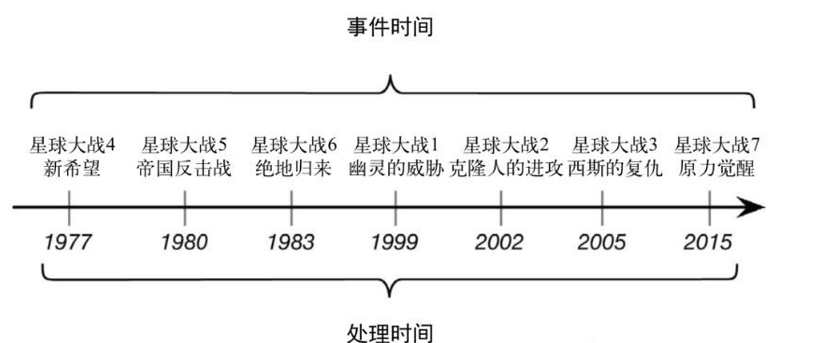 事件时间
星球大战4 星球大战5 星球大战6 星球大战1 星球大战2 星球大战3 星球大战7
新希望 帝国反击战 绝地归来 幽灵的威胁 克隆人的进攻 西斯的复仇 原力觉醒
1977 1980 1983 1999 2002 2005 2015
处理时间